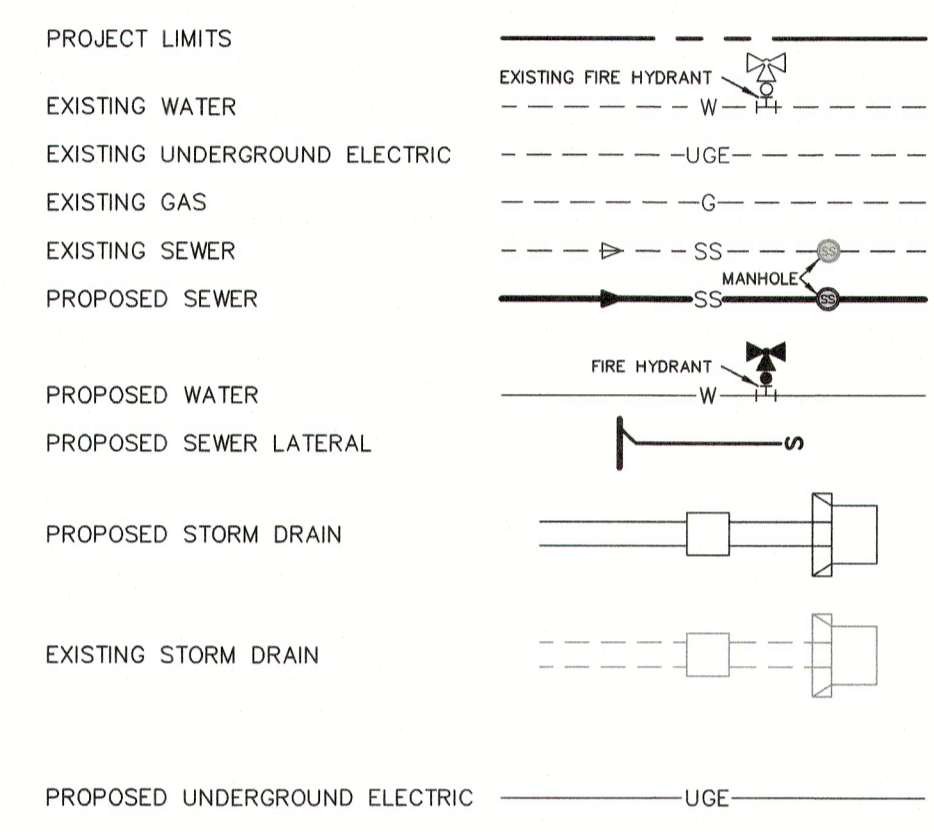 PROJECT LIMITS
EXISTING FIRE HYDRANT
EXISTING WATER W
EXISTING UNDERGROUND ELECTRIC UGE
EXISTING GAS G
EXISTING SEWER SS SS
MANHOLE
PROPOSED SEWER SS SS
FIRE HYDRANT
PROPOSED WATER W
PROPOSED SEWER LATERAL S
PROPOSED STORM DRAIN
EXISTING STORM DRAIN
PROPOSED UNDERGROUND ELECTRIC UGE